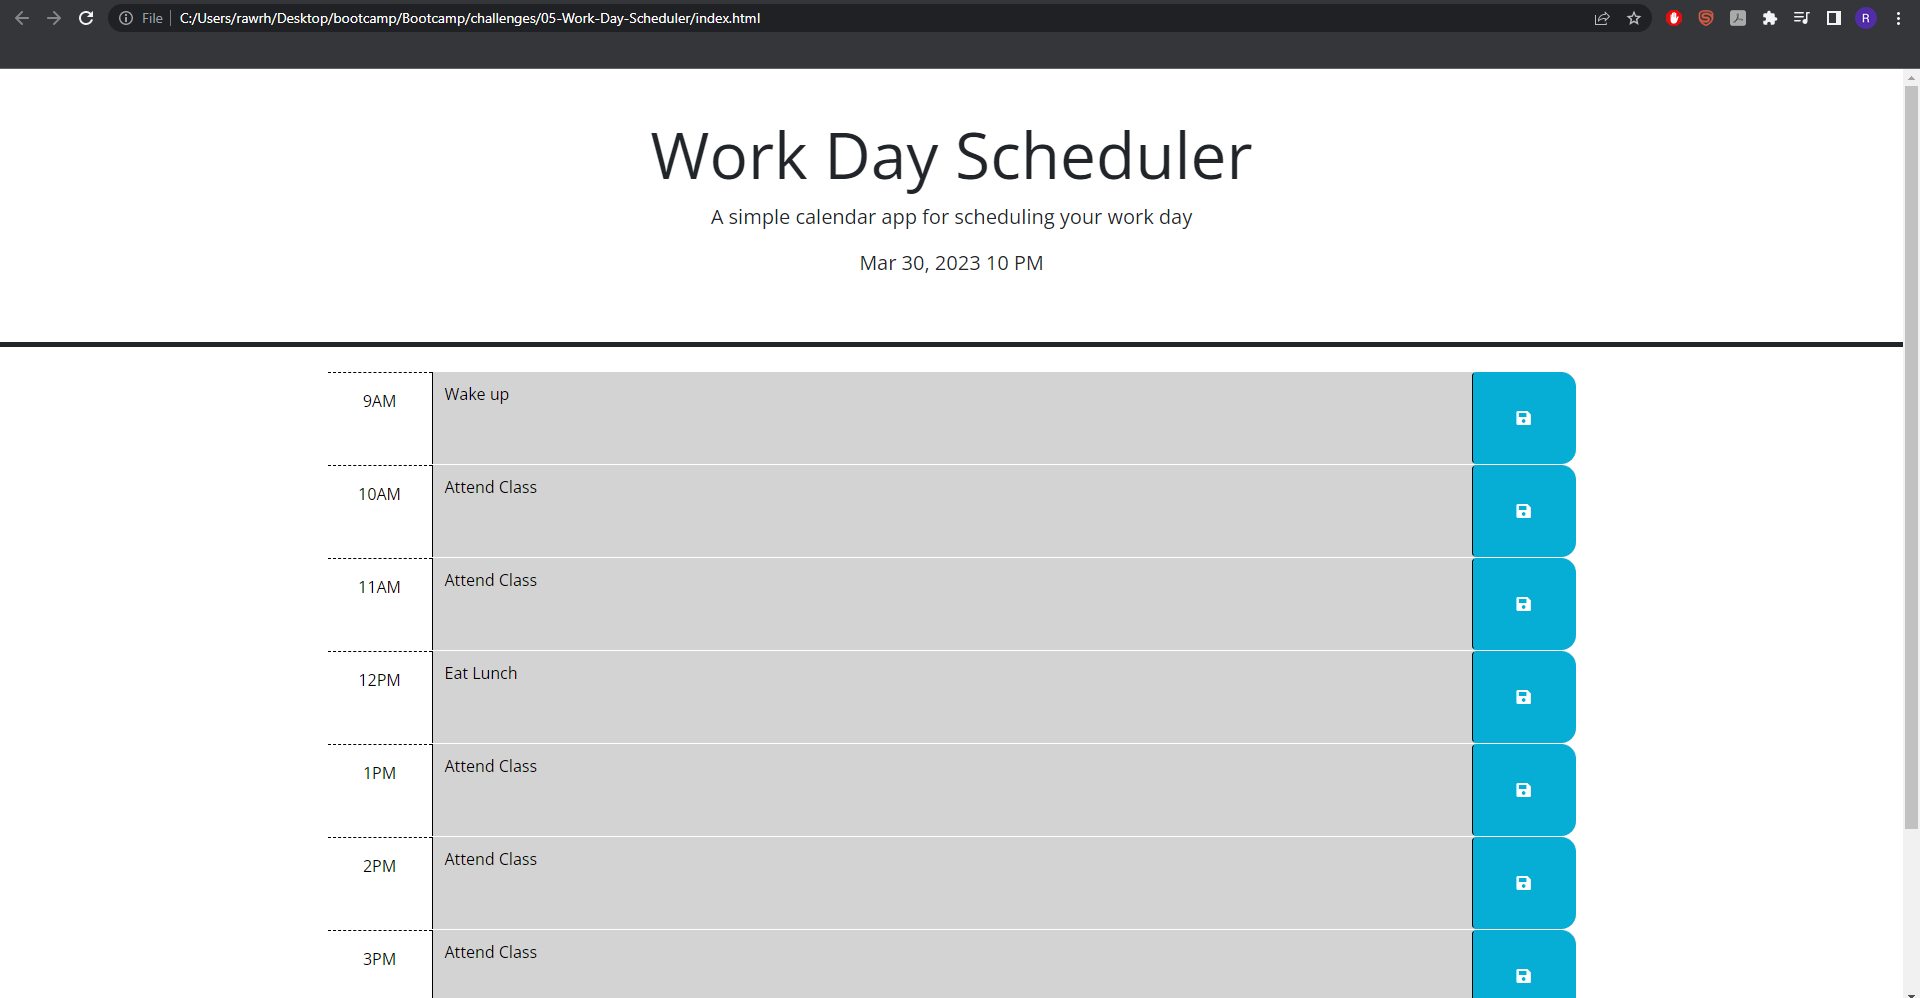 File
C:/Users/rawrh/Desktop/bootcamp/Bootcamp/challenges/05-Work-Day-Scheduler/index.html
R
Work Day Scheduler
A simple calendar app for scheduling your work day
Mar 30, 2023 10 PM
9AM Wake up
10AM Attend Class
11AM Attend Class
12PM Eat Lunch
1PM Attend Class
2PM Attend Class
3PM Attend Class